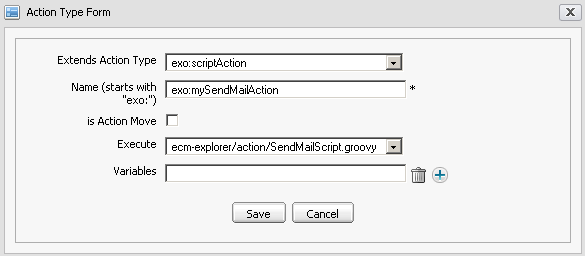 Action Type Form
Extends Action Type exo:scriptAction
Name (starts with exo:mySendMailAction *
"exo:")
is Action Move
Execute ecm-explorer/action/SendMailScript.groovy
Variables
Save Cancel